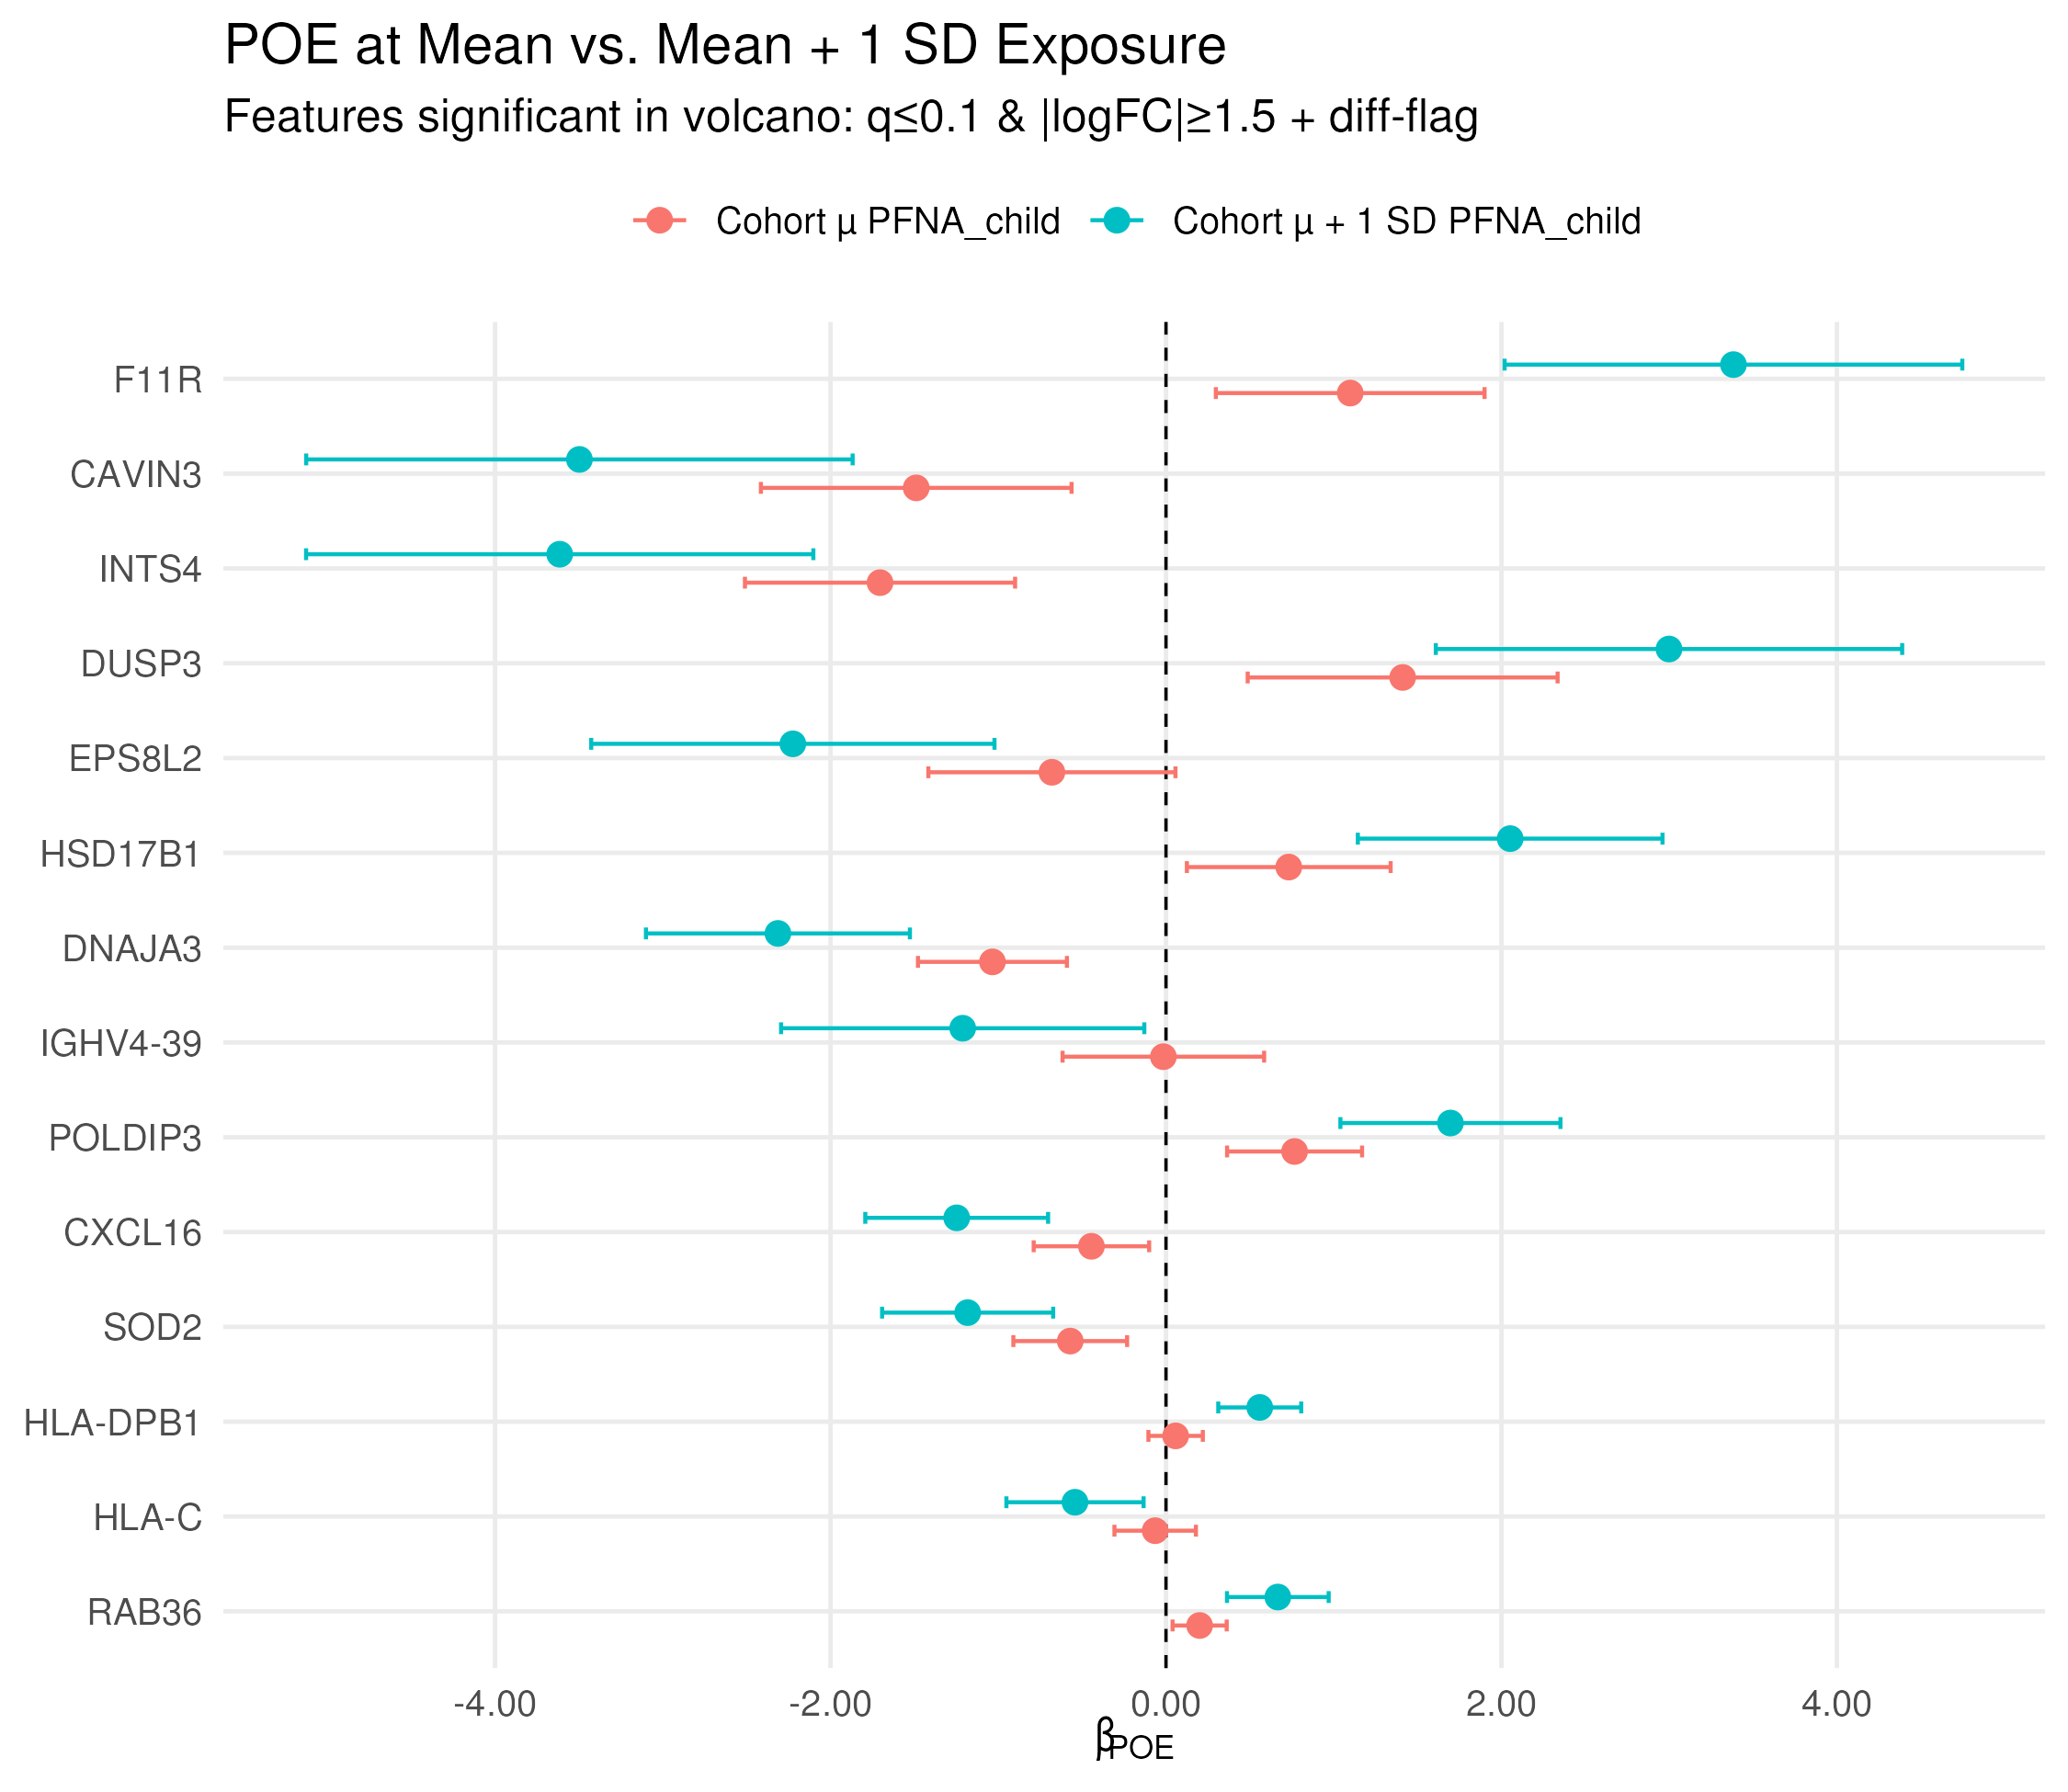 POE at Mean vs. Mean + 1 SD Exposure
Features significant in volcano: q≤0.1 & |logFC|≥1.5 + diff-flag
Cohort μ PFNA_child Cohort μ + 1 SD PFNA_child
F11R
CAVIN3
INTS4
DUSP3
EPS8L2
HSD17B1
DNAJA3
IGHV4-39
POLDIP3
CXCL16
SOD2
HLA-DPB1
HLA-C
RAB36
-4.00 -2.00 0.00 2.00 4.00
βPOE